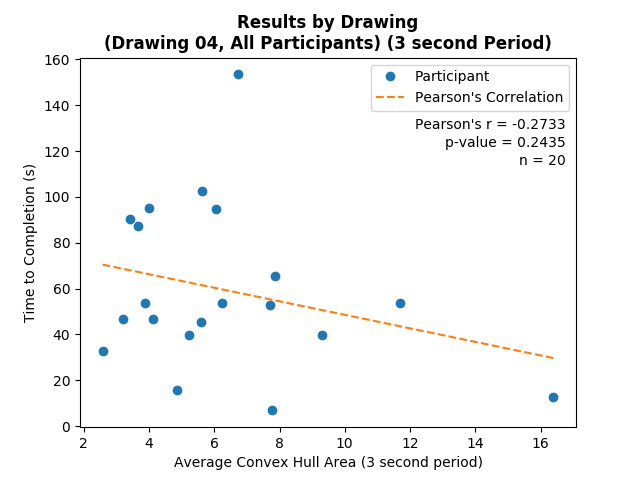 Results by Drawing
(Drawing 04, All Participants) (3 second Period)
160
140
120
100
80
60
40
20
0
Time to Completion (s)
Participant
Pearson's Correlation
Pearson's r = -0.2733
p-value = 0.2435
n = 20
2 4 6 8 10 12 14 16
Average Convex Hull Area (3 second period)